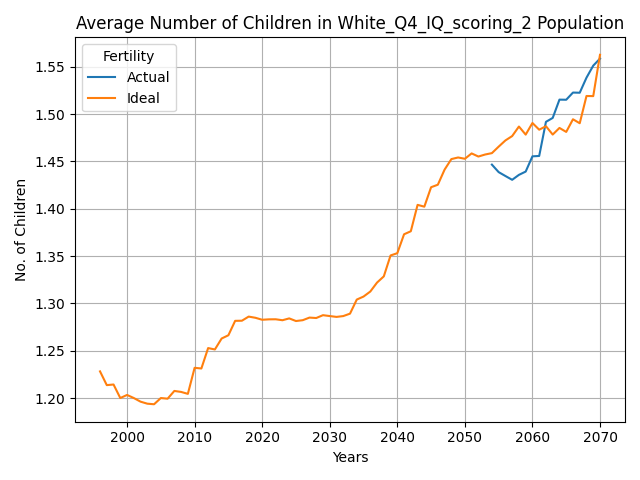 Average Number of Children in White_Q4_IQ_scoring_2 Population
Fertility
Actual
Ideal
No. of Children
1.55
1.50
1.45
1.40
1.35
1.30
1.25
1.20
2000 2010 2020 2030 2040 2050 2060 2070
Years